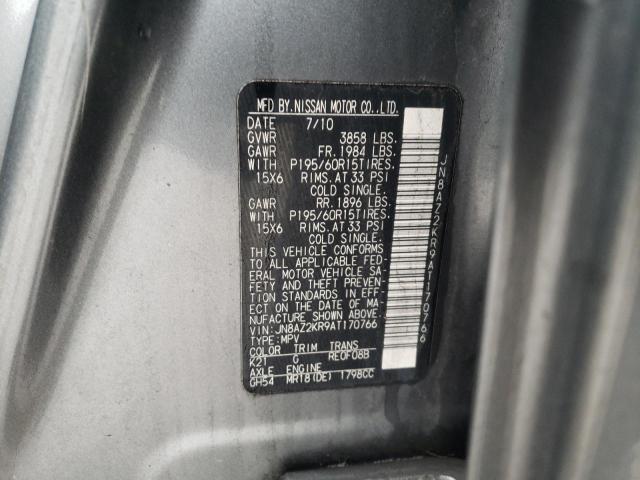 MFD BY. NISSAN MOTOR CO., LTD.
DATE 7/10
GVWR 3858 LBS.
GAWR FR. 1984 LBS.
WITH P195/60R15TIRES.
15X6 RIMS. AT 33 PSI
COLD SINGLE.
GAWR RR. 1896 LBS.
WITH P195/60R15TIRES.
15X6 RIMS. AT 33 PSI
COLD SINGLE.
THIS VEHICLE CONFORMS
TO ALL APPLICABLE FED-
ERAL MOTOR VEHICLE SA-
FETY AND THEFT PREVEN-
TION STANDARDS IN EFF-
ECT ON THE DATE OF MA-
NUFACTURE SHOWN ABOVE.
VIN: JN8AZ2KR9AT170766
TYPE: MPV
COLOR TRIM TRANS
K21 G RE0F08B
AXLE ENGINE
GH54 MR18(DE) 1798CC
JN8AZ2KR9AT170766